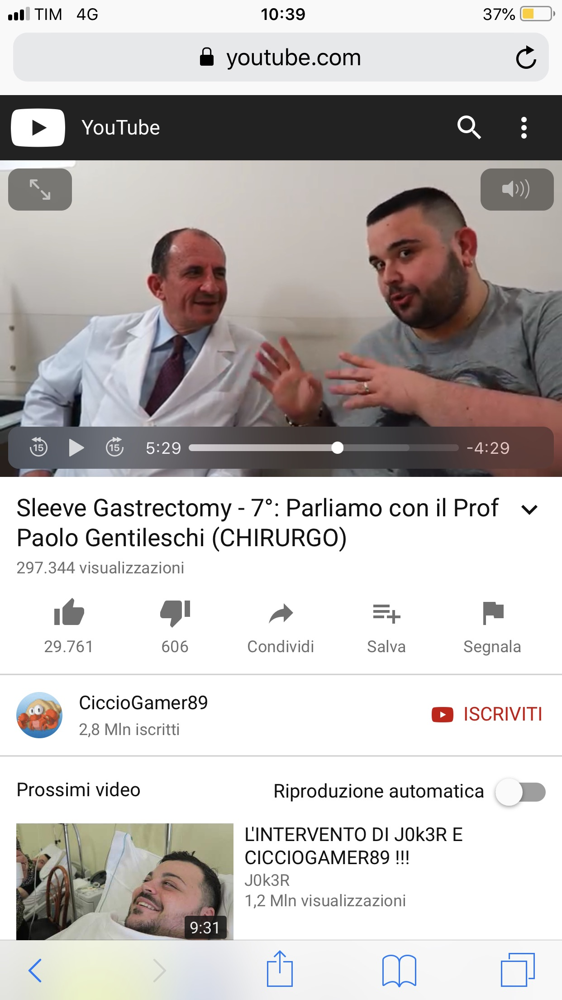 TIM 4G 10:39 37%
youtube.com
YouTube
15 15 5:29 -4:29
Sleeve Gastrectomy - 7°: Parliamo con il Prof
Paolo Gentileschi (CHIRURGO)
297.344 visualizzazioni
29.761 606 Condividi Salva Segnala
CiccioGamer89
2,8 Mln iscritti
ISCRIVITI
Prossimi video Riproduzione automatica
L'INTERVENTO DI J0k3R E
CICCIOGAMER89 !!!
J0k3R
1,2 Mln visualizzazioni
9:31